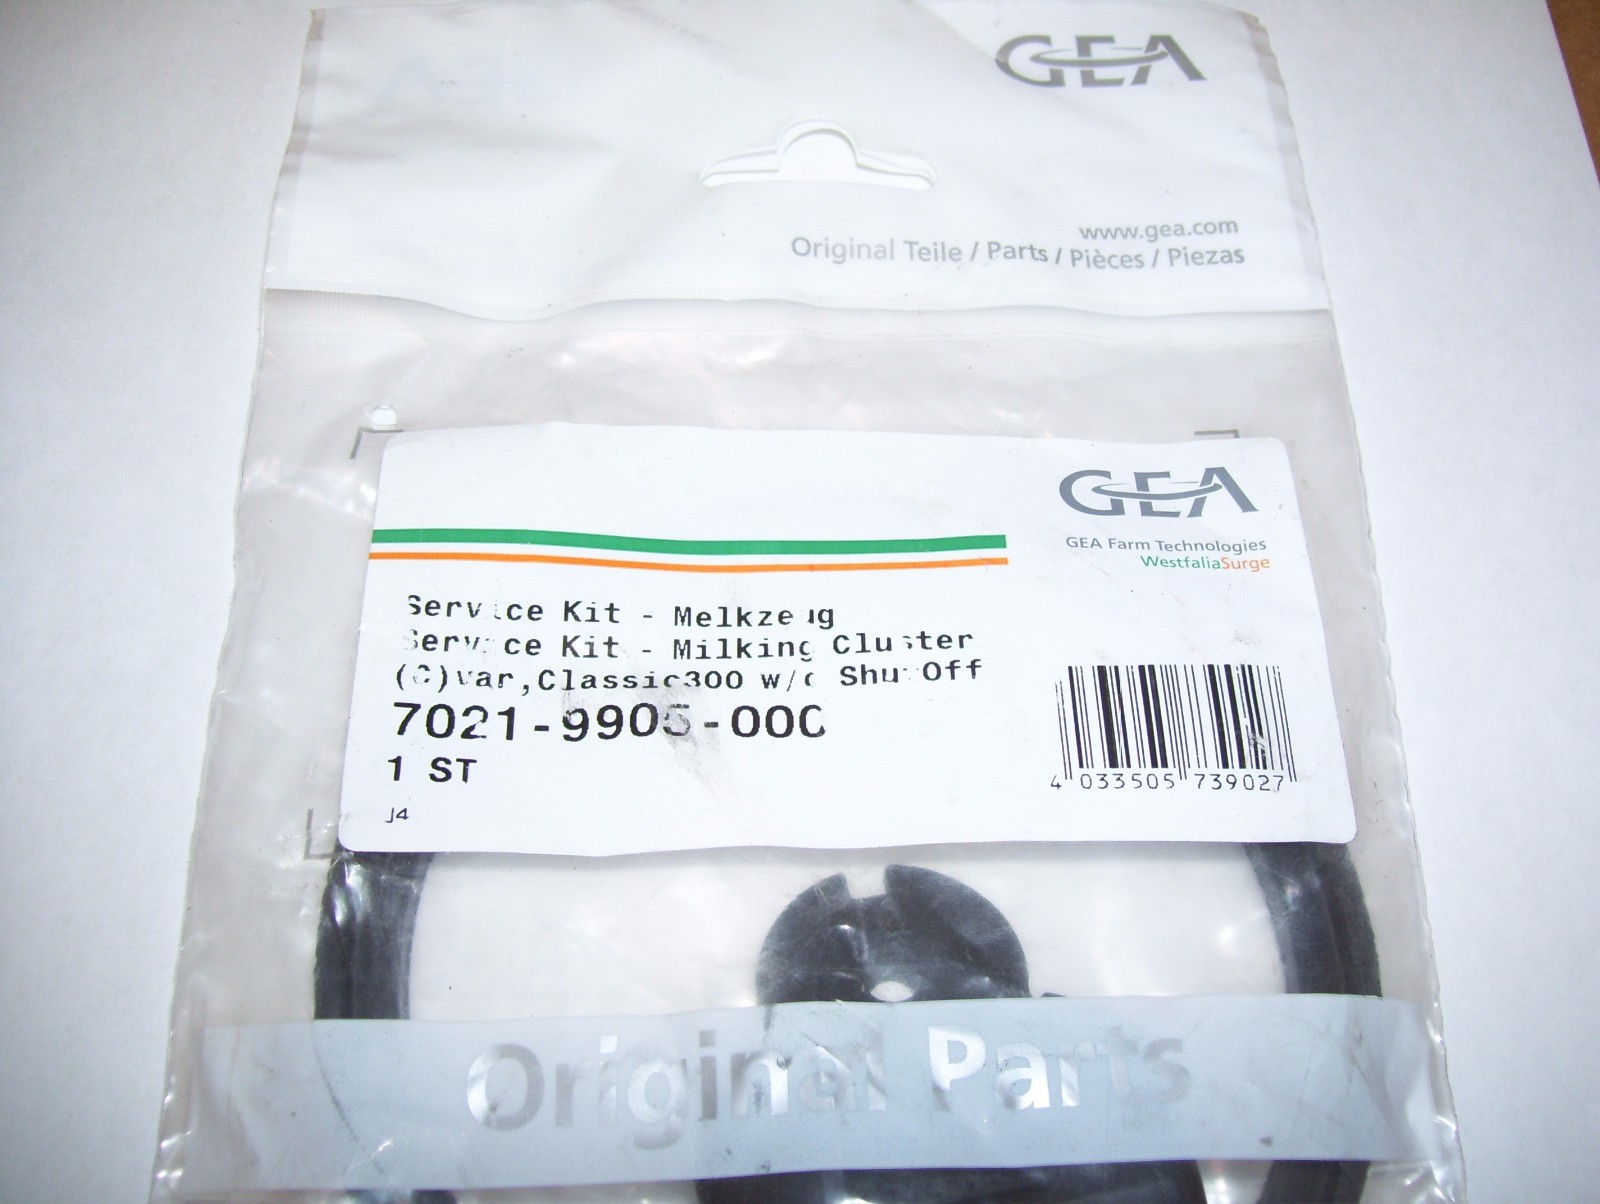 GEA
www.gea.com
Original Teile / Parts / Pièces / Piezas
GEA
GEA Farm Technologies
WestfaliaSurge
Service Kit - Melkzeug
Service Kit - Milking Cluster
(C)var,Classic300 w/o ShutOff
7021-9905-000
1 ST
J4
4 033505 739027
Original Parts